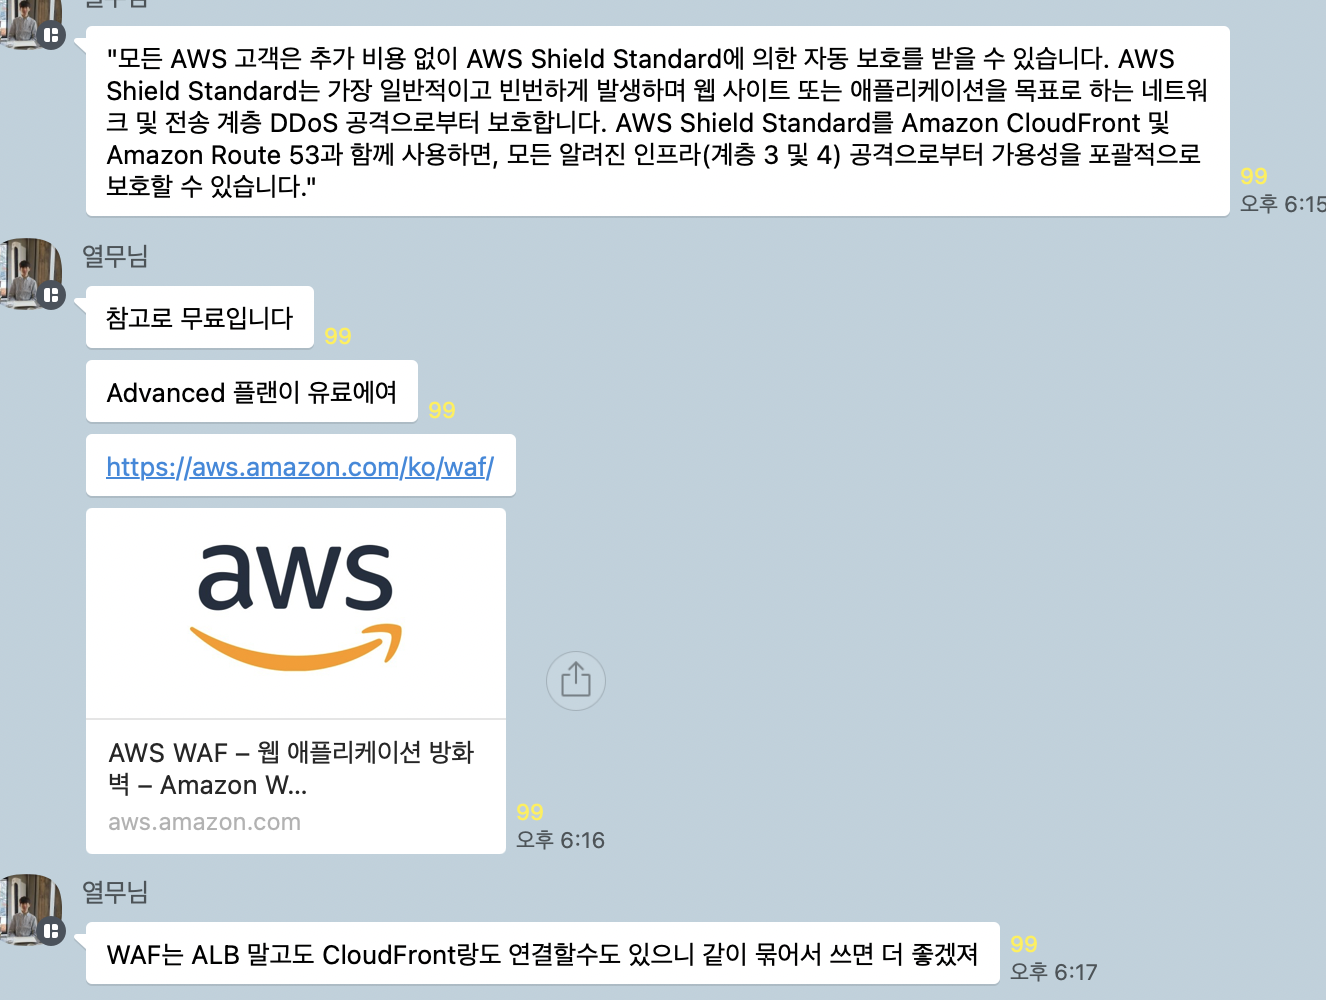 열무님
"모든 AWS 고객은 추가 비용 없이 AWS Shield Standard에 의한 자동 보호를 받을 수 있습니다. AWS
Shield Standard는 가장 일반적이고 빈번하게 발생하며 웹 사이트 또는 애플리케이션을 목표로 하는 네트워
크 및 전송 계층 DDoS 공격으로부터 보호합니다. AWS Shield Standard를 Amazon CloudFront 및
Amazon Route 53과 함께 사용하면, 모든 알려진 인프라(계층 3 및 4) 공격으로부터 가용성을 포괄적으로
보호할 수 있습니다."
99
오후 6:15
열무님
참고로 무료입니다
99
Advanced 플랜이 유료에여
99
https://aws.amazon.com/ko/waf/
aws
AWS WAF – 웹 애플리케이션 방화
벽 – Amazon W...
aws.amazon.com
99
오후 6:16
열무님
WAF는 ALB 말고도 CloudFront랑도 연결할수도 있으니 같이 묶어서 쓰면 더 좋겠져
99
오후 6:17